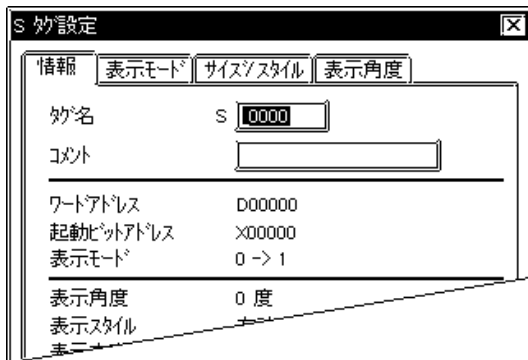 S ﾀｸﾞ設定
情報 表示ﾓｰﾄﾞ ｻｲｽﾞ/ｽﾀｲﾙ 表示角度
ﾀｸﾞ名 S 0000
ｺﾒﾝﾄ
ﾜｰﾄﾞｱﾄﾞﾚｽ D00000
起動ﾋﾞｯﾄｱﾄﾞﾚｽ X00000
表示ﾓｰﾄﾞ 0 -> 1
表示角度 0 度
表示ｽﾀｲﾙ